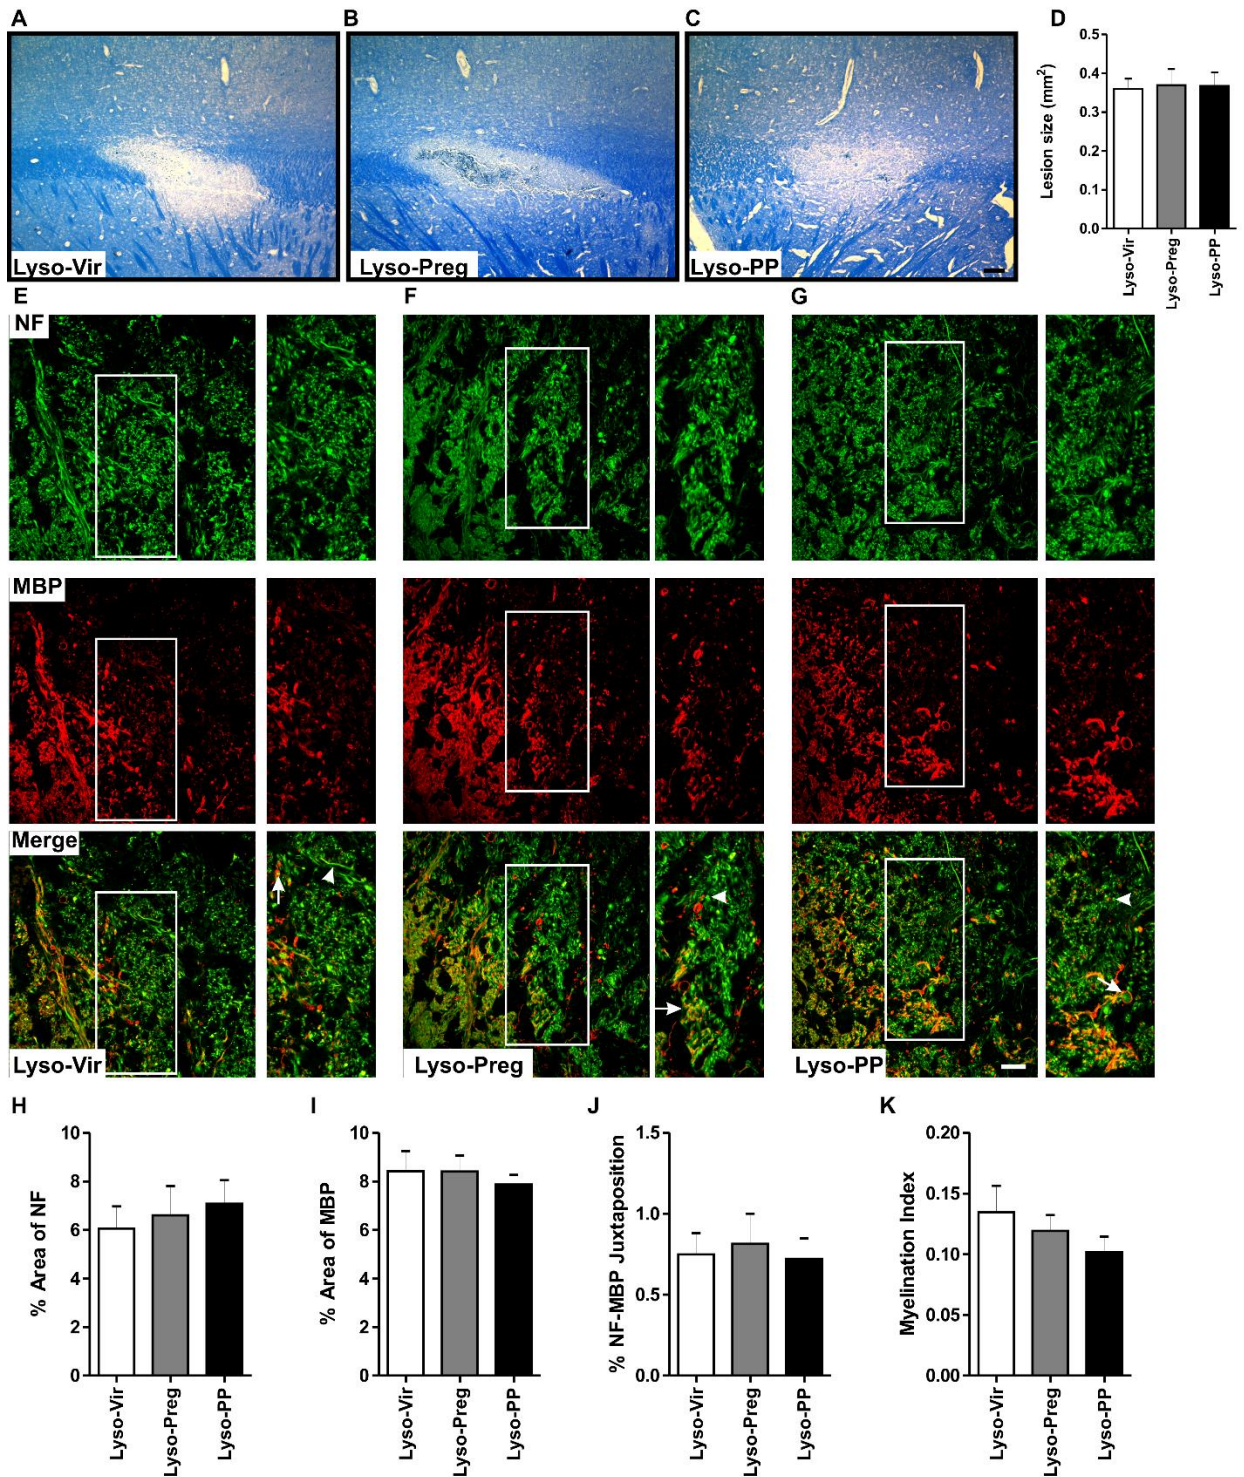 A
B
C
D
Lyso-Vir
Lyso-Preg
Lyso-PP
Lesion size (mm²)
0.5
0.4
0.3
0.2
0.1
0.0
Lyso-Vir
Lyso-Preg
Lyso-PP
E
F
G
NF
MBP
Merge
Lyso-Vir
Lyso-Preg
Lyso-PP
H
I
J
K
% Area of NF
10
8
6
4
2
0
Lyso-Vir
Lyso-Preg
Lyso-PP
% Area of MBP
10
8
6
4
2
0
Lyso-Vir
Lyso-Preg
Lyso-PP
% NF-MBP Juxtaposition
1.5
1.0
0.5
0.0
Lyso-Vir
Lyso-Preg
Lyso-PP
Myelination Index
0.20
0.15
0.10
0.05
0.00
Lyso-Vir
Lyso-Preg
Lyso-PP